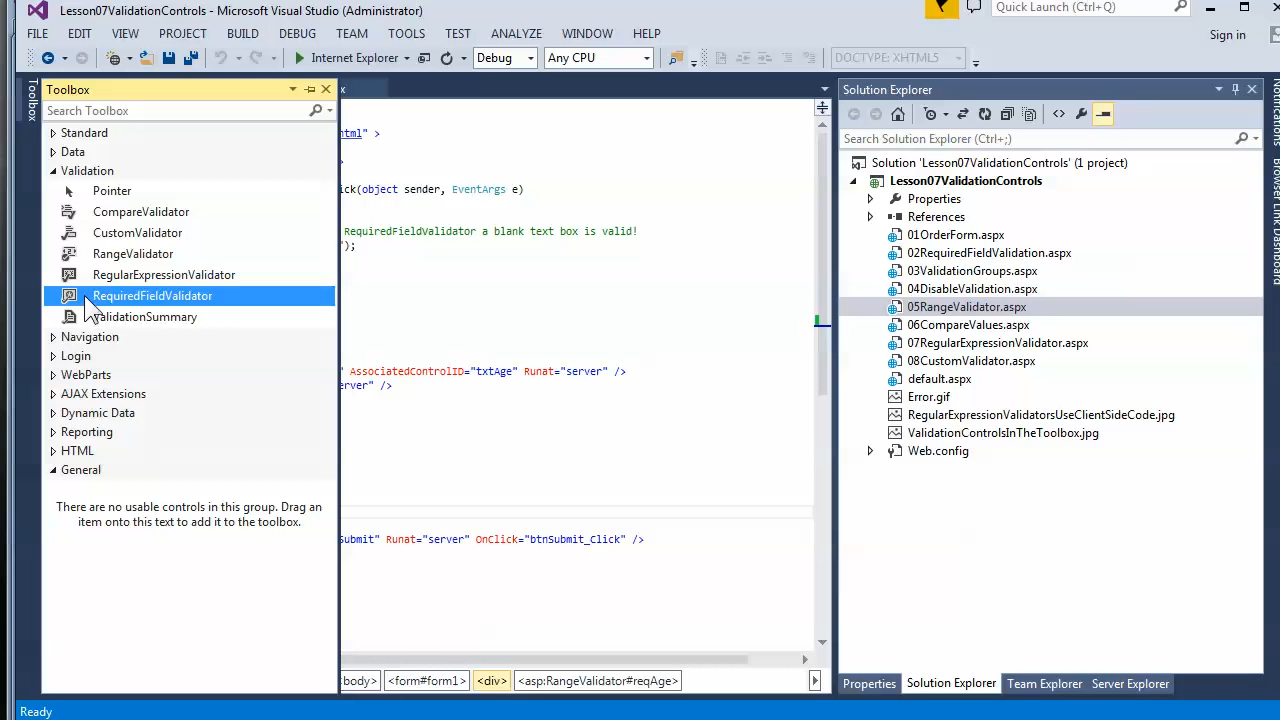 Lesson07ValidationControls - Microsoft Visual Studio (Administrator)
Quick Launch (Ctrl+Q)
FILE EDIT VIEW PROJECT BUILD DEBUG TEAM TOOLS TEST ANALYZE WINDOW HELP
Sign in
Internet Explorer Debug Any CPU DOCTYPE: XHTML5
Toolbox
Toolbox
Search Toolbox
Standard
Data
Validation
Pointer
CompareValidator
CustomValidator
RangeValidator
RegularExpressionValidator
RequiredFieldValidator
ValidationSummary
Navigation
Login
WebParts
AJAX Extensions
Dynamic Data
Reporting
HTML
General
There are no usable controls in this group. Drag an
item onto this text to add it to the toolbox.
x
html" >
>
ick(object sender, EventArgs e)
RequiredFieldValidator a blank text box is valid!
");
" AssociatedControlID="txtAge" Runat="server" />
erver" />
Submit" Runat="server" OnClick="btnSubmit_Click" />
body> <form#form1> <div> <asp:RangeValidator#reqAge>
Solution Explorer
Search Solution Explorer (Ctrl+;)
Solution 'Lesson07ValidationControls' (1 project)
Lesson07ValidationControls
Properties
References
01OrderForm.aspx
02RequiredFieldValidation.aspx
03ValidationGroups.aspx
04DisableValidation.aspx
05RangeValidator.aspx
06CompareValues.aspx
07RegularExpressionValidator.aspx
08CustomValidator.aspx
default.aspx
Error.gif
RegularExpressionValidatorsUseClientSideCode.jpg
ValidationControlsInTheToolbox.jpg
Web.config
Properties Solution Explorer Team Explorer Server Explorer
Notifications
Browser Link Dashboard
Ready